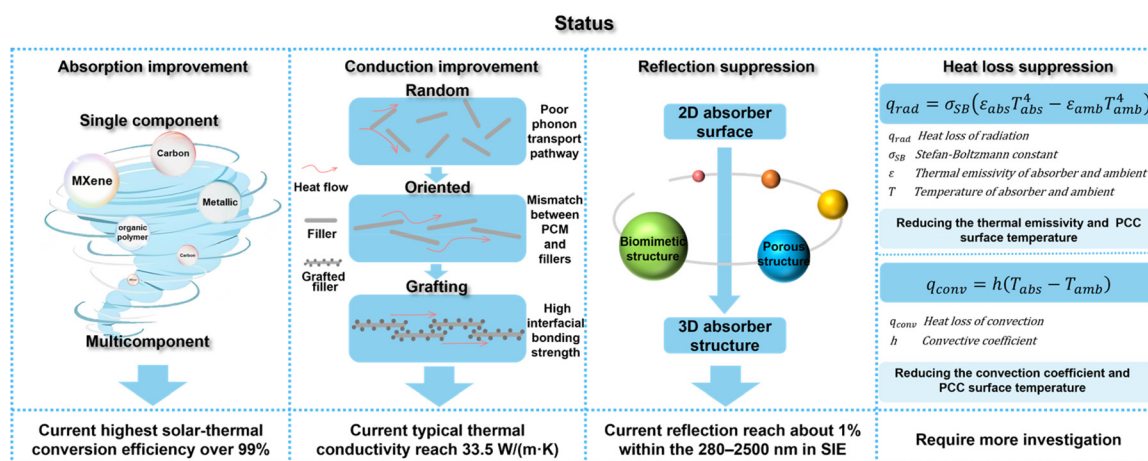 Status
Absorption improvement
Single component
Carbon
MXene
Metallic
organic
polymer
Carbon
Multicomponent
Current highest solar-thermal
conversion efficiency over 99%
Conduction improvement
Random
Poor
phonon
transport
pathway
Heat flow
Oriented
Mismatch
between
PCM
and
fillers
Filler
Grafted
filler
Grafting
High
interfacial
bonding
strength
Current typical thermal
conductivity reach 33.5 W/(m·K)
Reflection suppression
2D absorber
surface
Biomimetic
structure
Porous
structure
3D absorber
structure
Current reflection reach about 1%
within the 280–2500 nm in SIE
Heat loss suppression
q_rad = σ_SB(ε_abs T⁴_abs − ε_amb T⁴_amb)
q_rad Heat loss of radiation
σ_SB Stefan-Boltzmann constant
ε Thermal emissivity of absorber and ambient
T Temperature of absorber and ambient
Reducing the thermal emissivity and PCC
surface temperature
q_conv = h(T_abs − T_amb)
q_conv Heat loss of convection
h Convective coefficient
Reducing the convection coefficient and
PCC surface temperature
Require more investigation